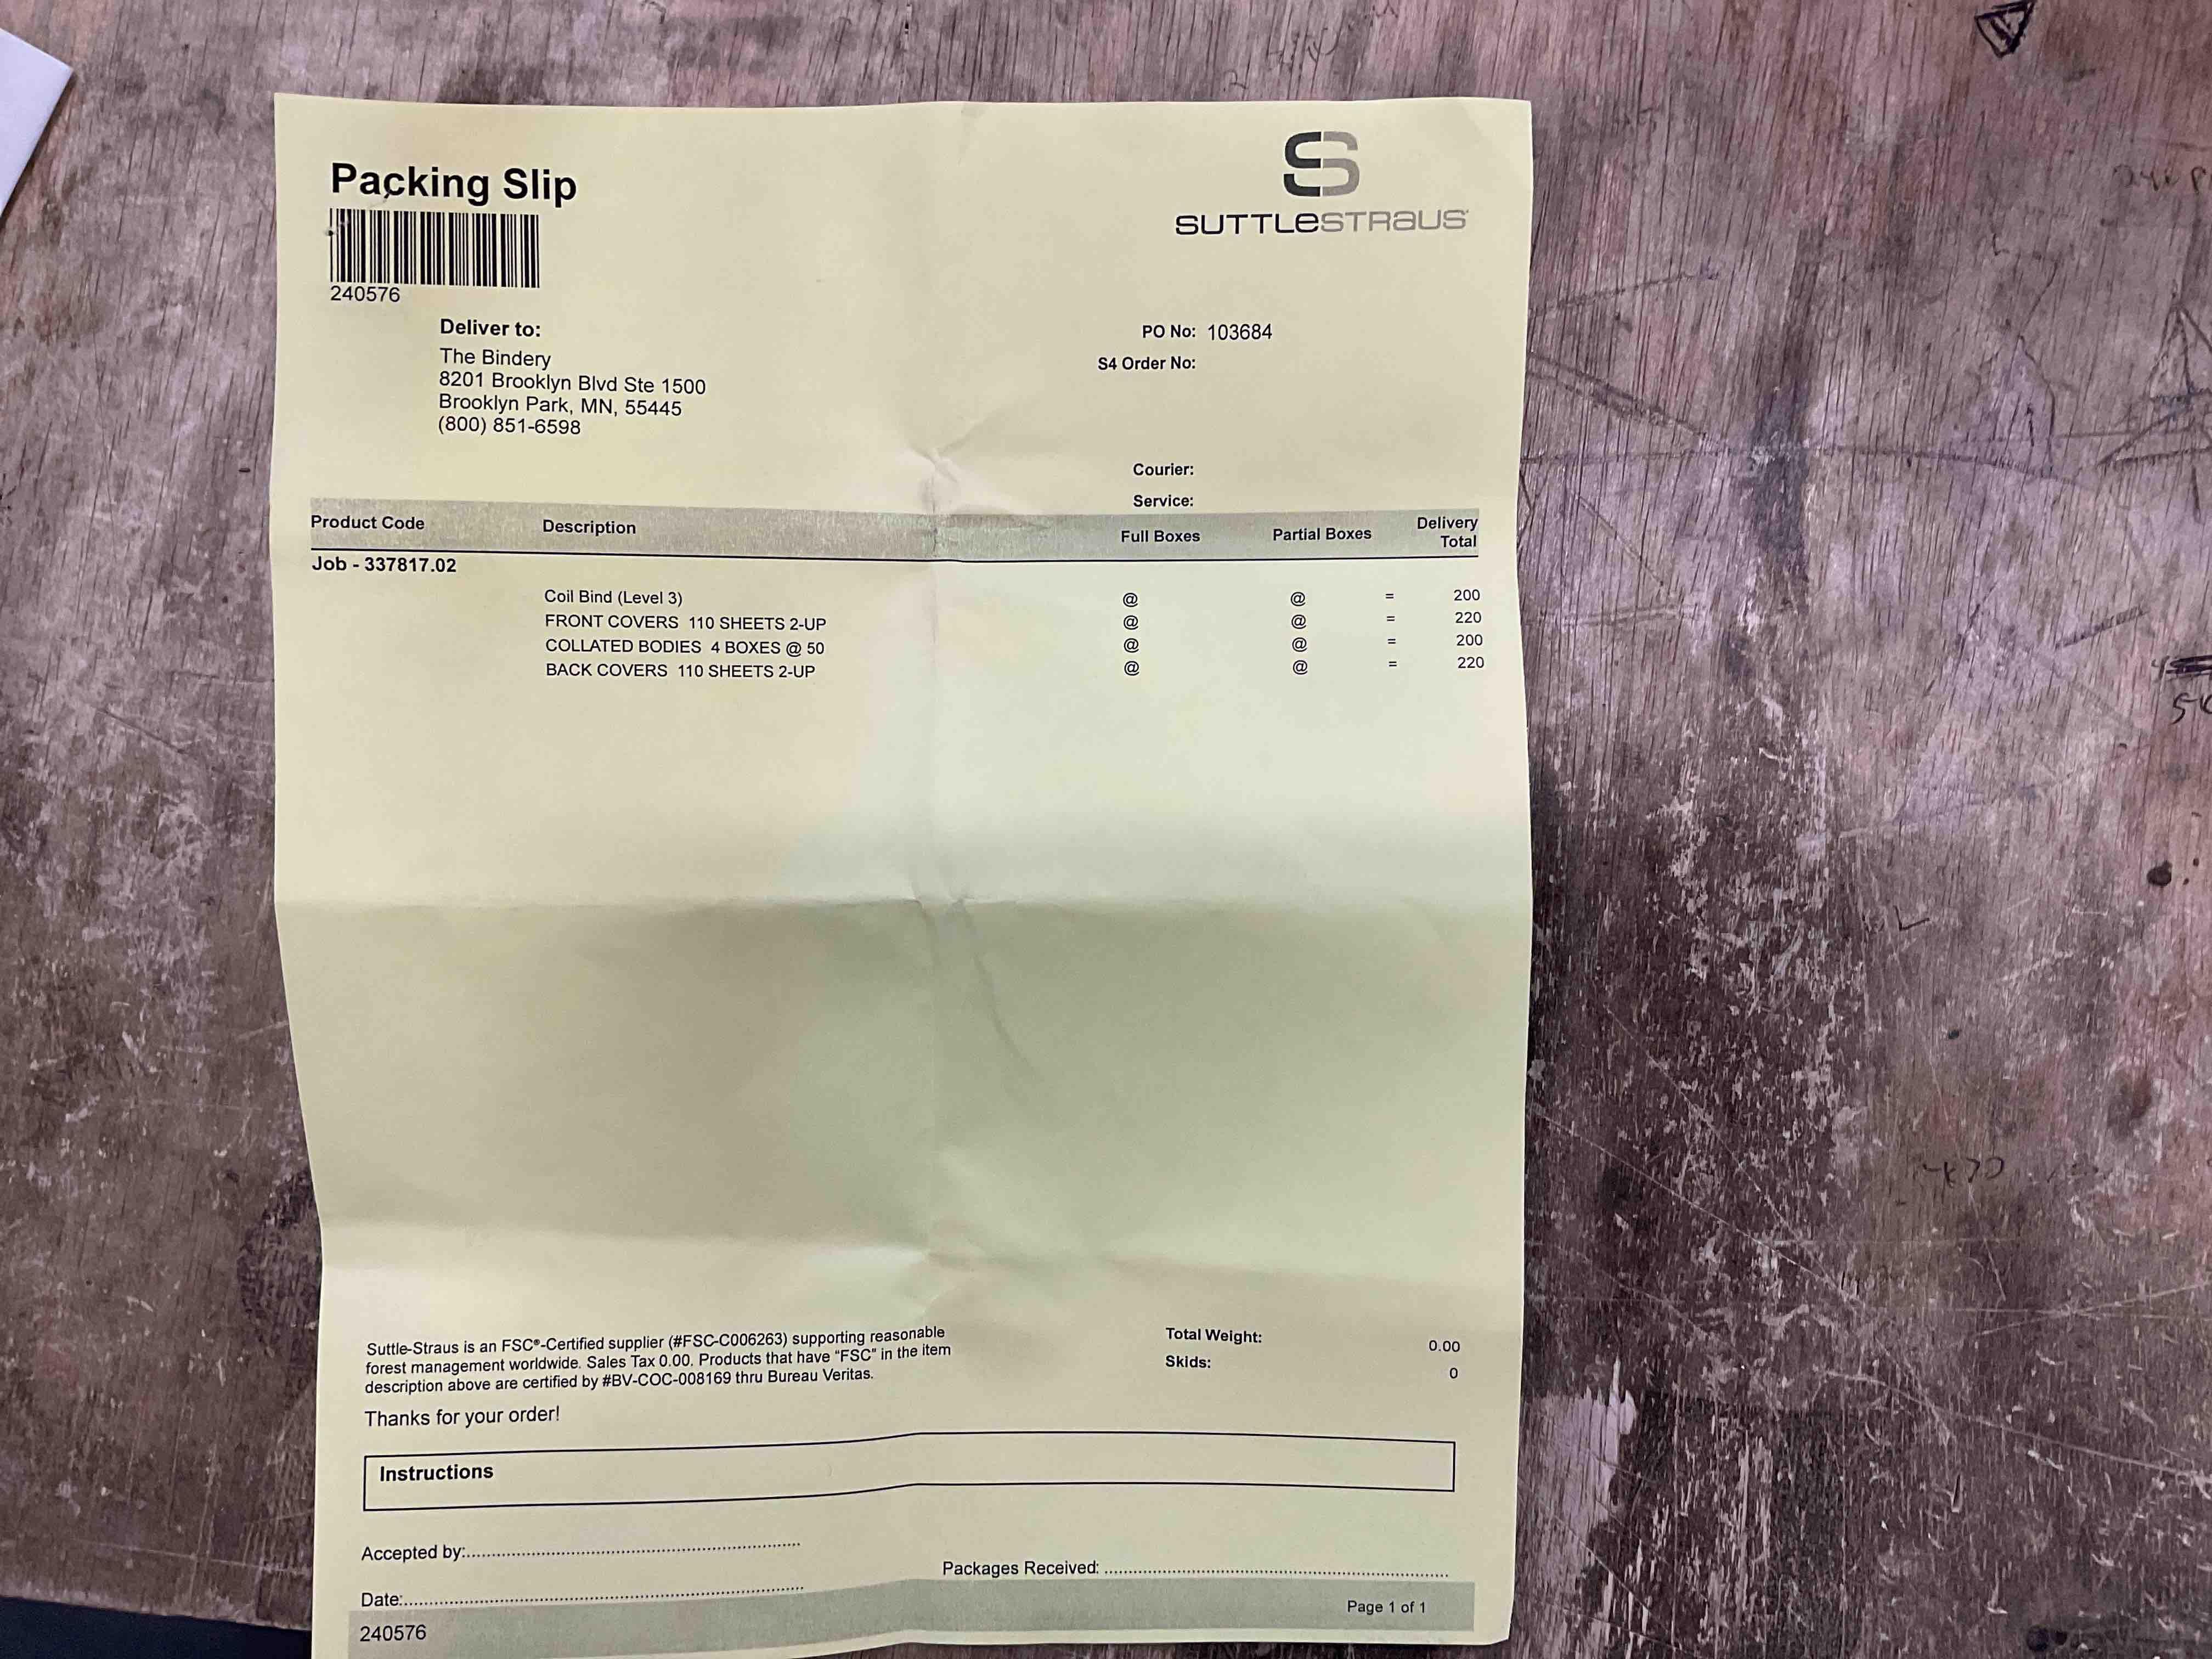 Packing Slip
SUTTLESTRAUS
240576
Deliver to:
The Bindery
8201 Brooklyn Blvd Ste 1500
Brooklyn Park, MN, 55445
(800) 851-6598
PO No: 103684
S4 Order No:
Courier:
Service:
Product Code Description Full Boxes Partial Boxes Delivery Total
Job - 337817.02
Coil Bind (Level 3) @ @ = 200
FRONT COVERS 110 SHEETS 2-UP @ @ = 220
COLLATED BODIES 4 BOXES @ 50 @ @ = 200
BACK COVERS 110 SHEETS 2-UP @ @ = 220
Suttle-Straus is an FSC®-Certified supplier (#FSC-C006263) supporting reasonable
forest management worldwide. Sales Tax 0.00. Products that have “FSC” in the item
description above are certified by #BV-COC-008169 thru Bureau Veritas.
Thanks for your order!
Total Weight: 0.00
Skids: 0
Instructions
Accepted by:
Packages Received:
Date:
240576
Page 1 of 1